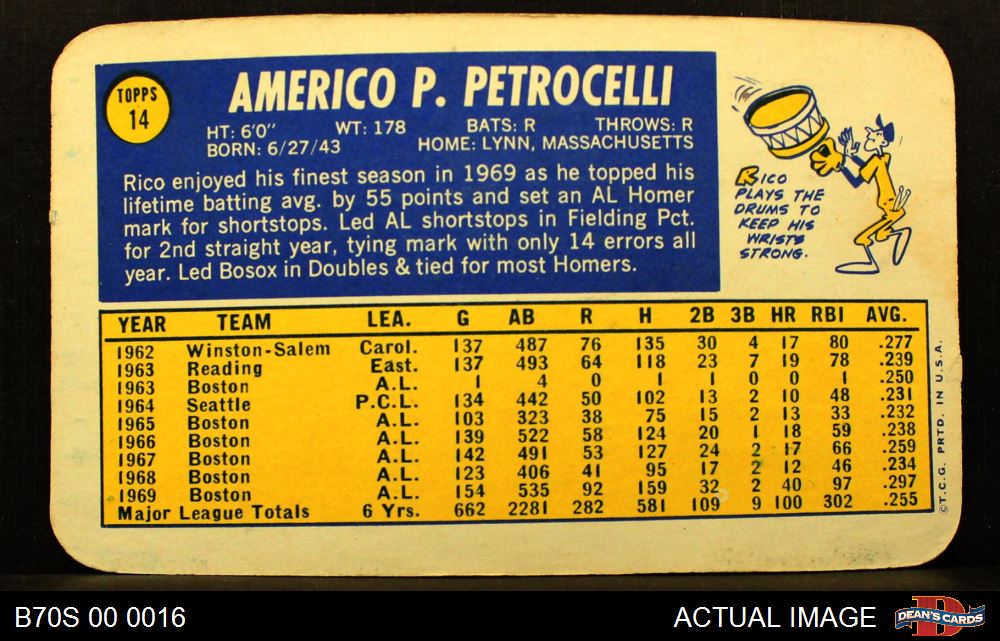 TOPPS
14
AMERICO P. PETROCELLI
HT: 6'0" WT: 178 BATS: R THROWS: R
BORN: 6/27/43 HOME: LYNN, MASSACHUSETTS
Rico enjoyed his finest season in 1969 as he topped his
lifetime batting avg. by 55 points and set an AL Homer
mark for shortstops. Led AL shortstops in Fielding Pct.
for 2nd straight year, tying mark with only 14 errors all
year. Led Bosox in Doubles & tied for most Homers.
RICO
PLAYS THE
DRUMS TO
KEEP HIS
WRISTS
STRONG.
YEAR TEAM LEA. G AB R H 2B 3B HR RBI AVG.
1962 Winston-Salem Carol. 137 487 76 135 30 4 17 80 .277
1963 Reading East. 137 493 64 118 23 7 19 78 .239
1963 Boston A.L. 1 4 0 1 1 0 0 1 .250
1964 Seattle P.C.L. 134 442 50 102 13 2 10 48 .231
1965 Boston A.L. 103 323 38 75 15 2 13 33 .232
1966 Boston A.L. 139 522 58 124 20 1 18 59 .238
1967 Boston A.L. 142 491 53 127 24 2 17 66 .259
1968 Boston A.L. 123 406 41 95 17 2 12 46 .234
1969 Boston A.L. 154 535 92 159 32 2 40 97 .297
Major League Totals 6 Yrs. 662 2281 282 581 109 9 100 302 .255
©T.C.G. PRTD. IN U.S.A.
B70S 00 0016 ACTUAL IMAGE
D
DEAN'S CARDS